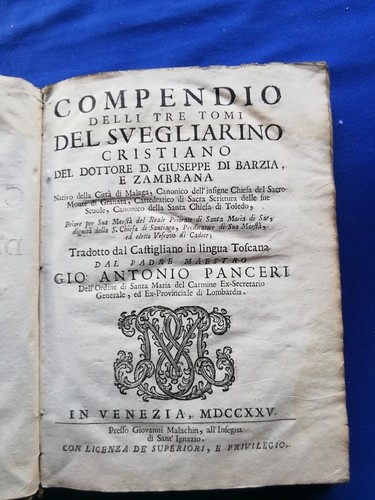 COMPENDIO
DELLI TRE TOMI
DEL SVEGLIARINO
CRISTIANO
DEL DOTTORE D. GIUSEPPE DI BARZIA,
E ZAMBRANA
Nativo della Città di Malaga, Canonico dell'insigne Chiesa del Sacro-
Monte di Granata, Cattedratico di Sacra Scrittura delle sue
Scuole, Canonico della Santa Chiesa di Toledo,
Priore per Sua Maestà del Reale Priorato di Santa Maria di Sar,
dignità della S. Chiesa di Santiago, Predicatore di Sua Maestà,
ed eletto Vescovo di Cadice,
Tradotto dal Castigliano in lingua Toscana
DAL PADRE MAESTRO
GIO: ANTONIO PANCERI
Dell'Ordine di Santa Maria del Carmine Ex-Secretario
Generale, ed Ex-Provinciale di Lombardia.
IN VENEZIA, MDCCXXV.
Presso Giovanni Malachin, all'Insegna
di Sant' Ignazio.
CON LICENZA DE' SUPERIORI, E PRIVILEGIO.